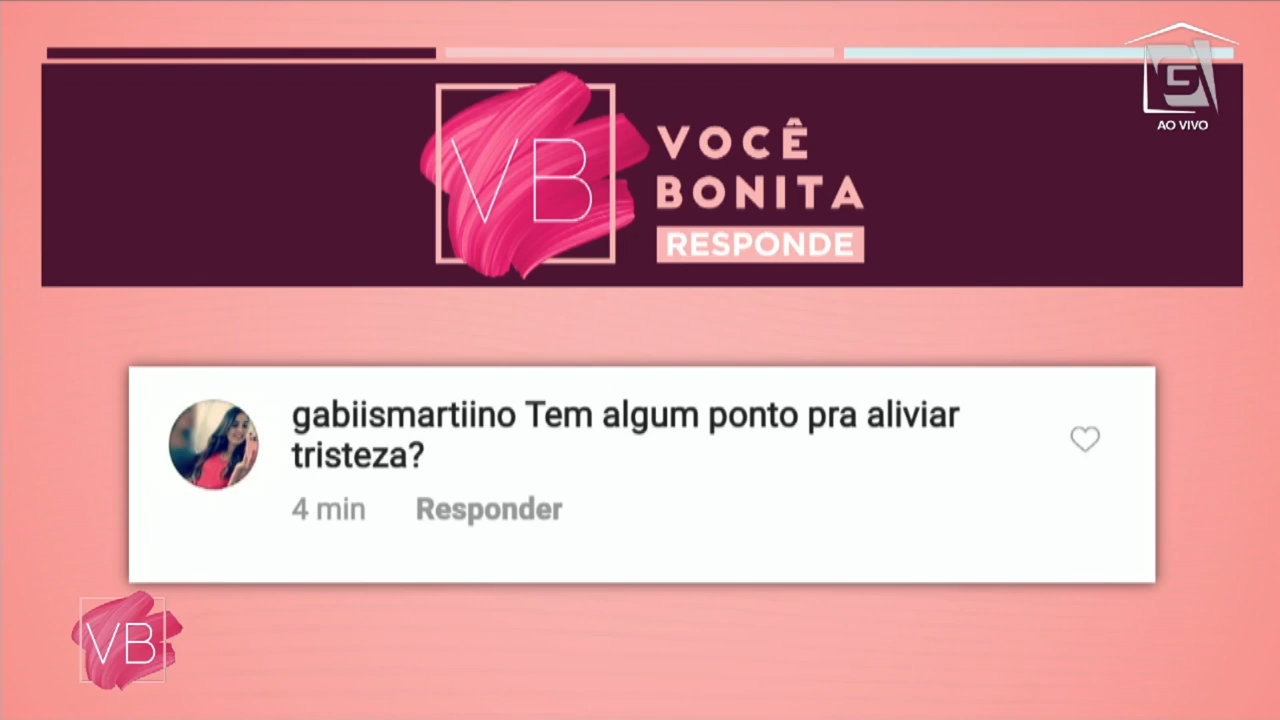 VB
VOCÊ
BONITA
RESPONDE
G
AO VIVO
gabiismartiino Tem algum ponto pra aliviar
tristeza?
4 min Responder
VB